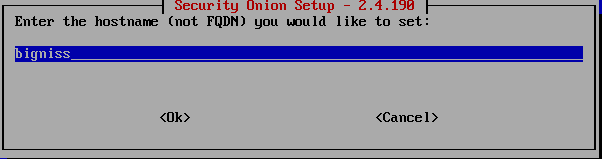 Security Onion Setup - 2.4.190
Enter the hostname (not FQDN) you would like to set:
bigniss
<Ok> <Cancel>